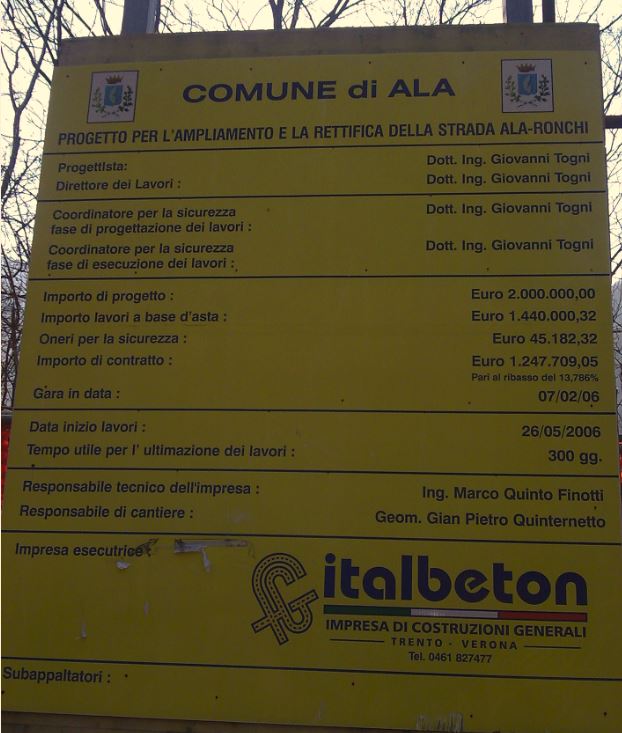 COMUNE di ALA
PROGETTO PER L'AMPLIAMENTO E LA RETTIFICA DELLA STRADA ALA-RONCHI
Progettista: Dott. Ing. Giovanni Togni
Direttore dei Lavori : Dott. Ing. Giovanni Togni
Coordinatore per la sicurezza Dott. Ing. Giovanni Togni
fase di progettazione dei lavori :
Coordinatore per la sicurezza Dott. Ing. Giovanni Togni
fase di esecuzione dei lavori :
Importo di progetto : Euro 2.000.000,00
Importo lavori a base d'asta : Euro 1.440.000,32
Oneri per la sicurezza : Euro 45.182,32
Importo di contratto : Euro 1.247.709,05
Pari al ribasso del 13,786%
Gara in data : 07/02/06
Data inizio lavori : 26/05/2006
Tempo utile per l' ultimazione dei lavori : 300 gg.
Responsabile tecnico dell'impresa : Ing. Marco Quinto Finotti
Responsabile di cantiere : Geom. Gian Pietro Quinternetto
Impresa esecutrice :
italbeton
IMPRESA DI COSTRUZIONI GENERALI
TRENTO - VERONA
Tel. 0461 827477
Subappaltatori :